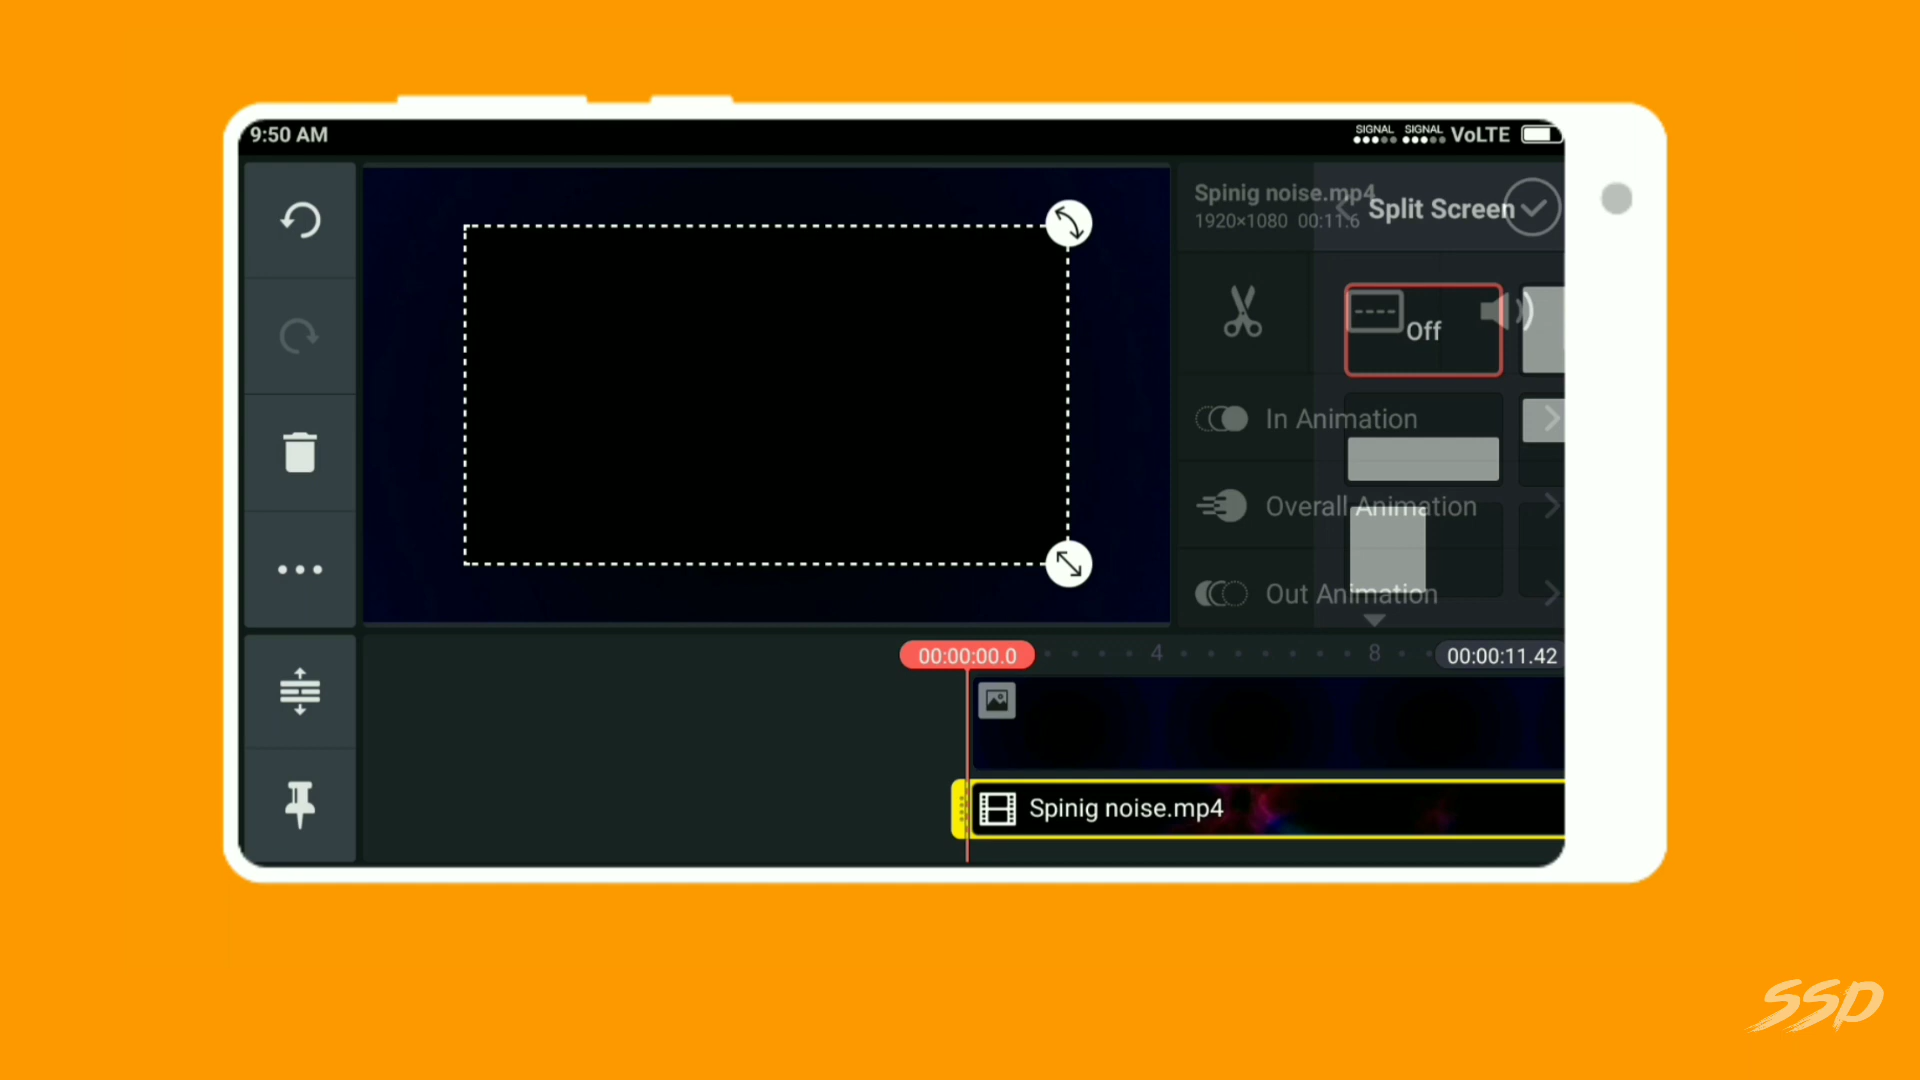 9:50 AM
SIGNAL SIGNAL VoLTE
Spinig noise.mp4
1920×1080 00:11.6
Split Screen
Off
In Animation
Overall Animation
Out Animation
00:00:00.0
4
8
00:00:11.42
Spinig noise.mp4
SSD